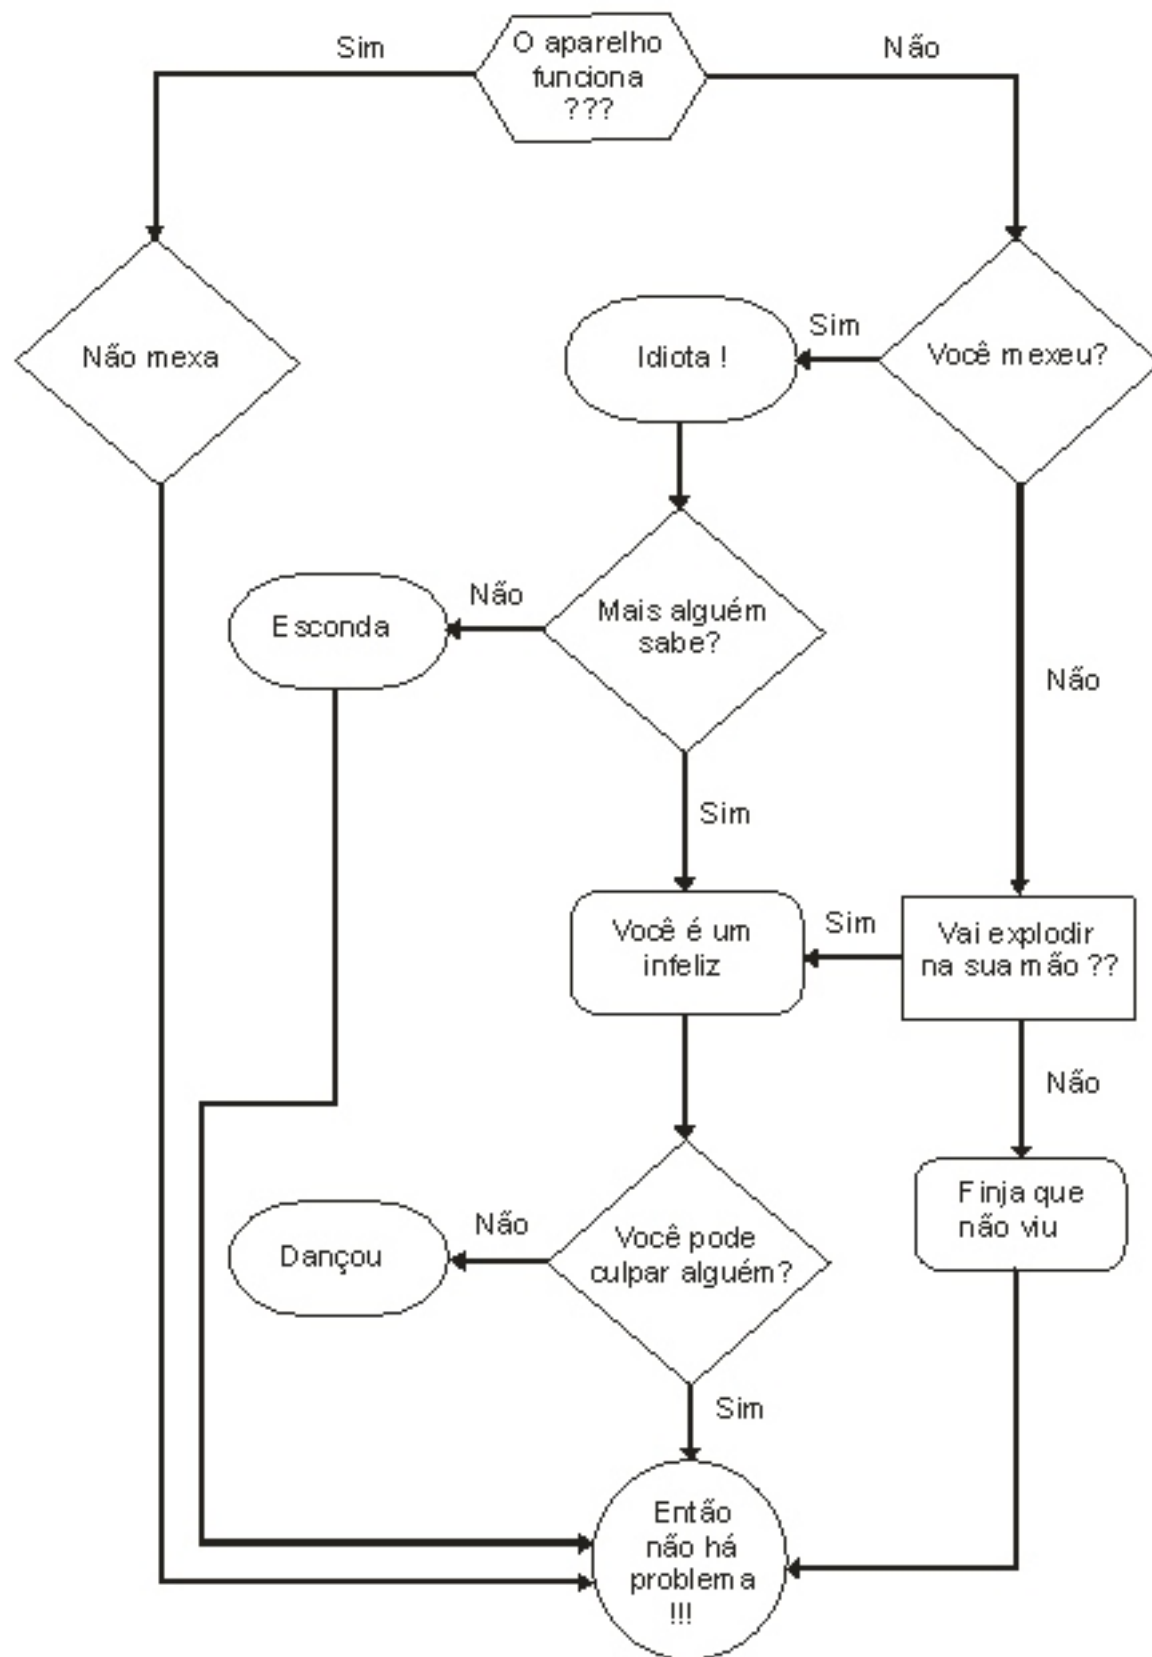 Sim
O aparelho
funciona
???
Não
Não mexa
Idiota !
Sim
Você mexeu?
Esconda
Não
Mais alguém
sabe?
Não
Sim
Você é um
infeliz
Sim
Vai explodir
na sua mão ??
Não
Finja que
não viu
Dançou
Não
Você pode
culpar alguém?
Sim
Então
não há
problema
!!!